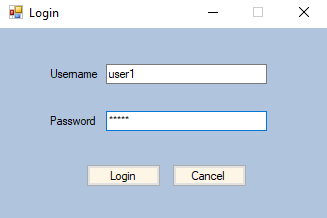 Login
Username user1
Password *****
Login Cancel